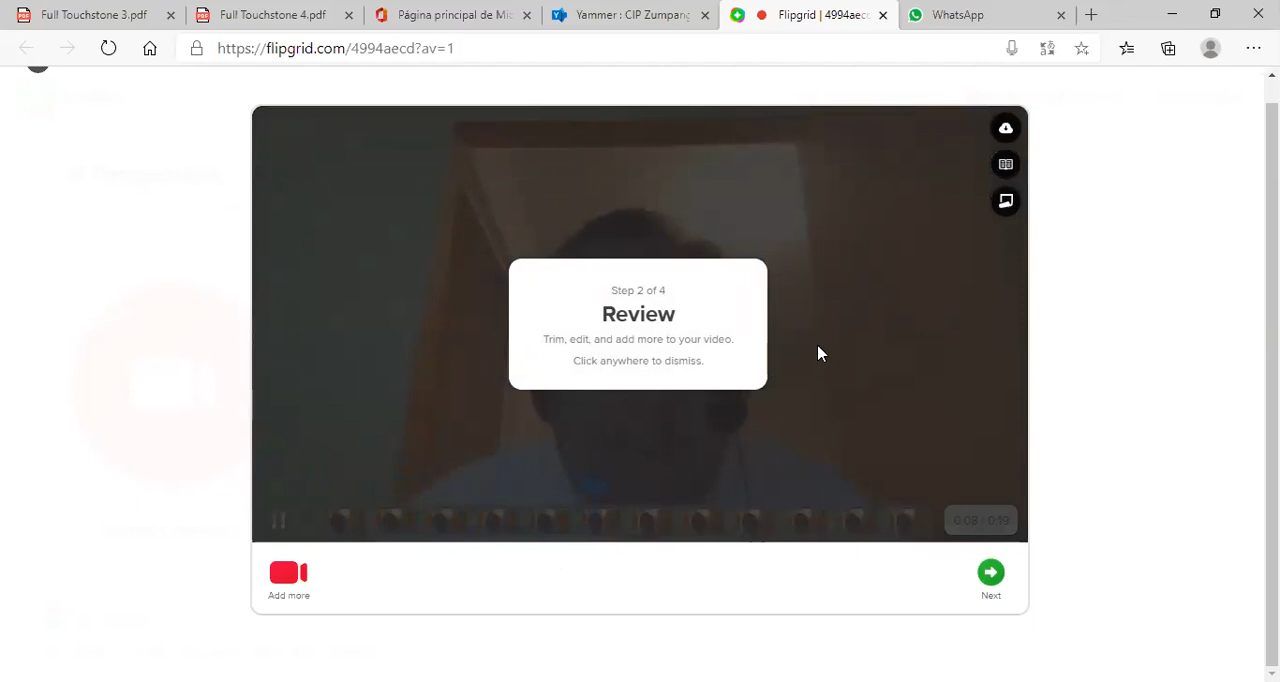 Full Touchstone 3.pdf
Full Touchstone 4.pdf
Página principal de Mic
Yammer : CIP Zumpang
Flipgrid | 4994aec
WhatsApp
https://flipgrid.com/4994aecd?av=1
Step 2 of 4
Review
Trim, edit, and add more to your video.
Click anywhere to dismiss.
0:08 / 0:19
Add more
Next